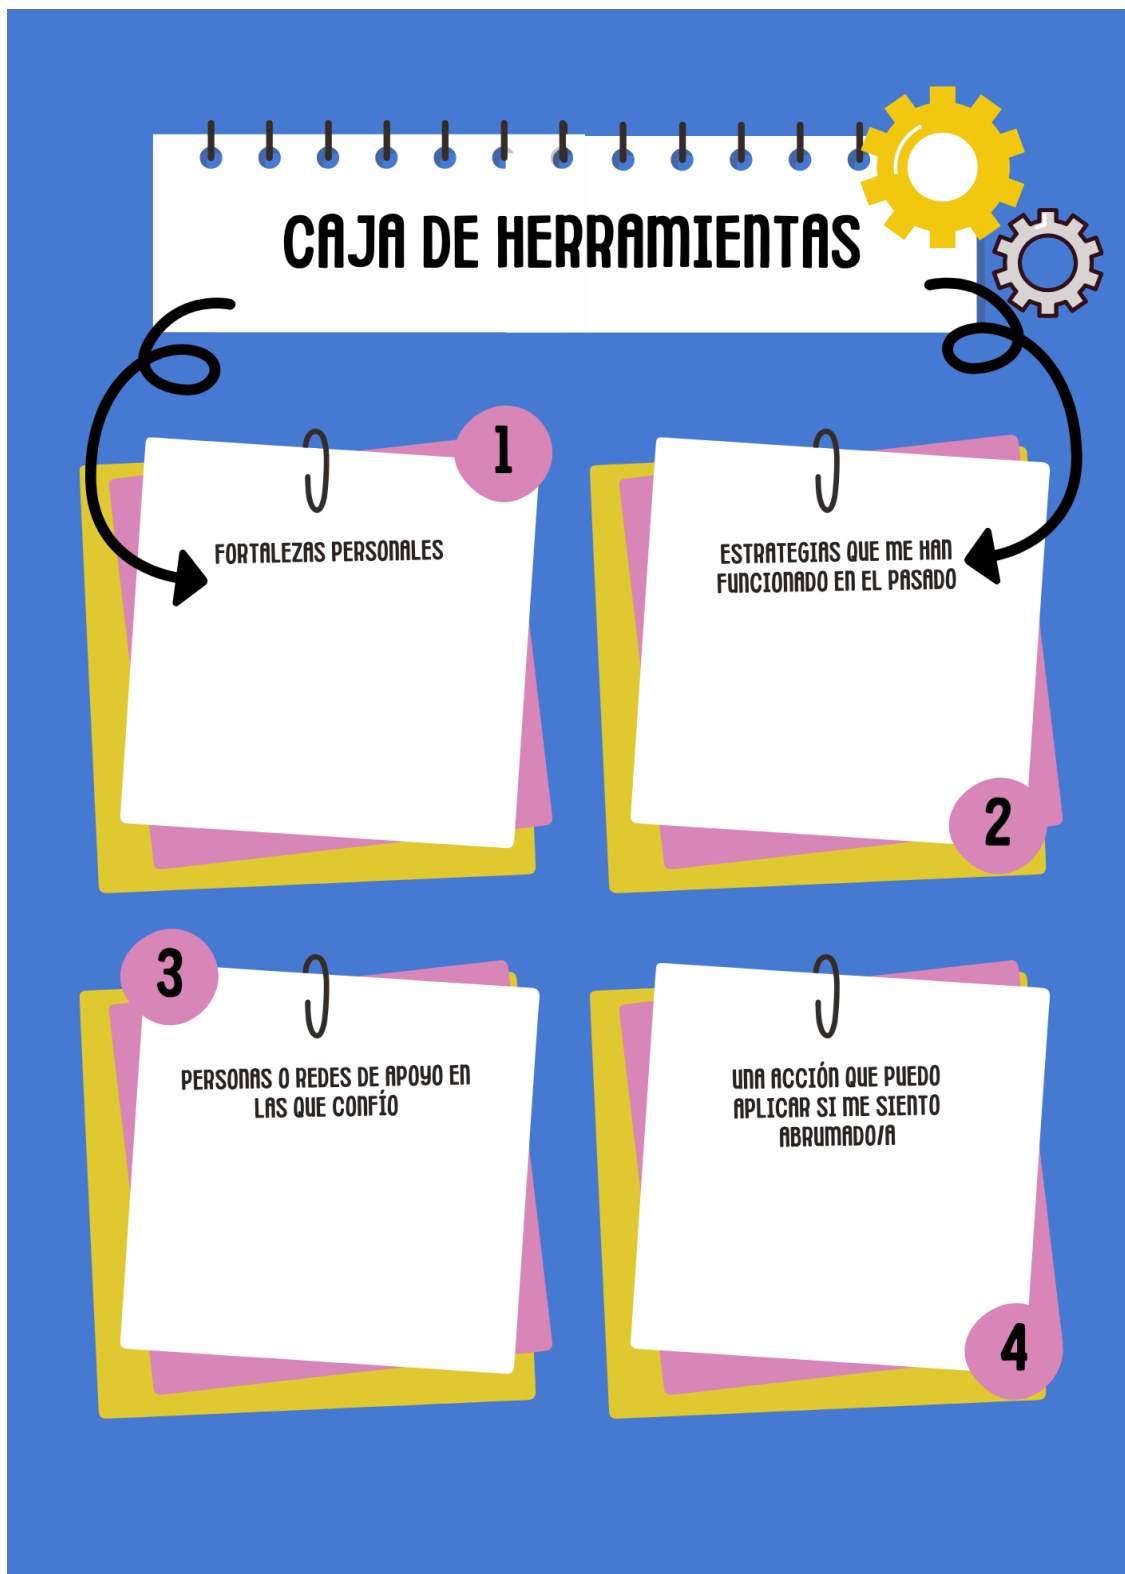 CAJA DE HERRAMIENTAS
1
FORTALEZAS PERSONALES
ESTRATEGIAS QUE ME HAN
FUNCIONADO EN EL PASADO
2
3
PERSONAS O REDES DE APOYO EN
LAS QUE CONFÍO
UNA ACCIÓN QUE PUEDO
APLICAR SI ME SIENTO
ABRUMADO/A
4